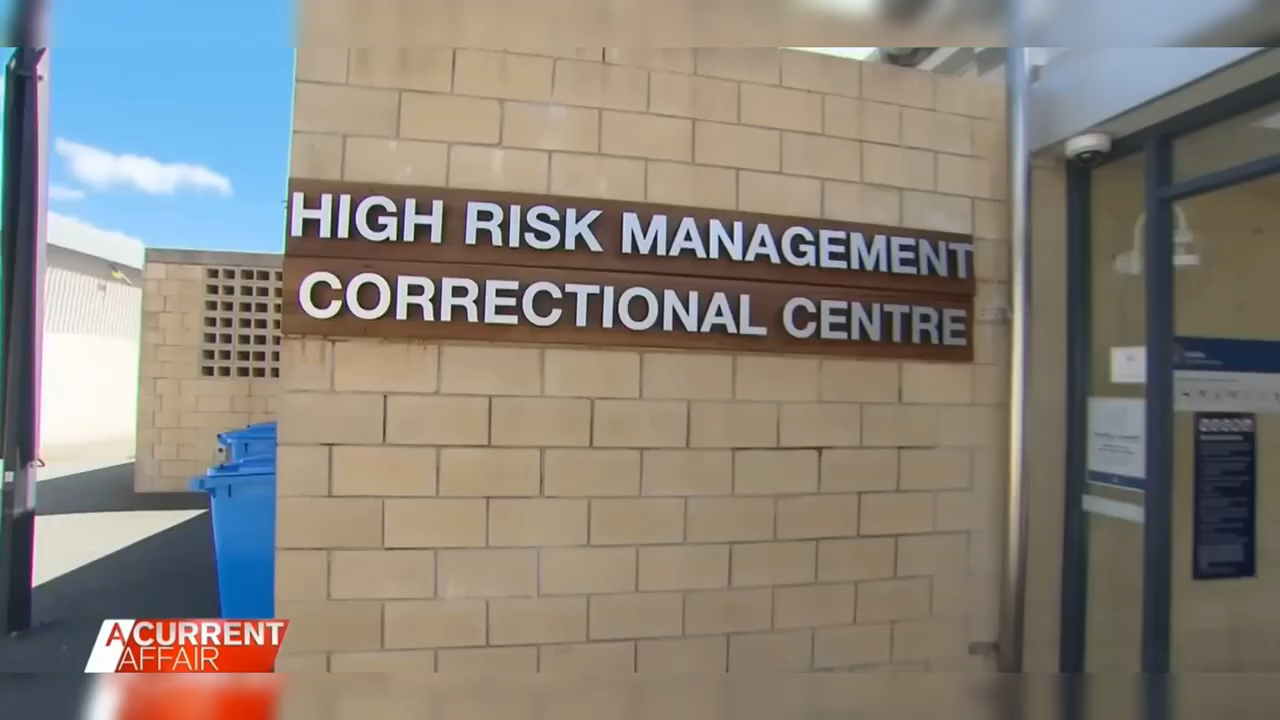 HIGH RISK MANAGEMENT
CORRECTIONAL CENTRE
A CURRENT
AFFAIR